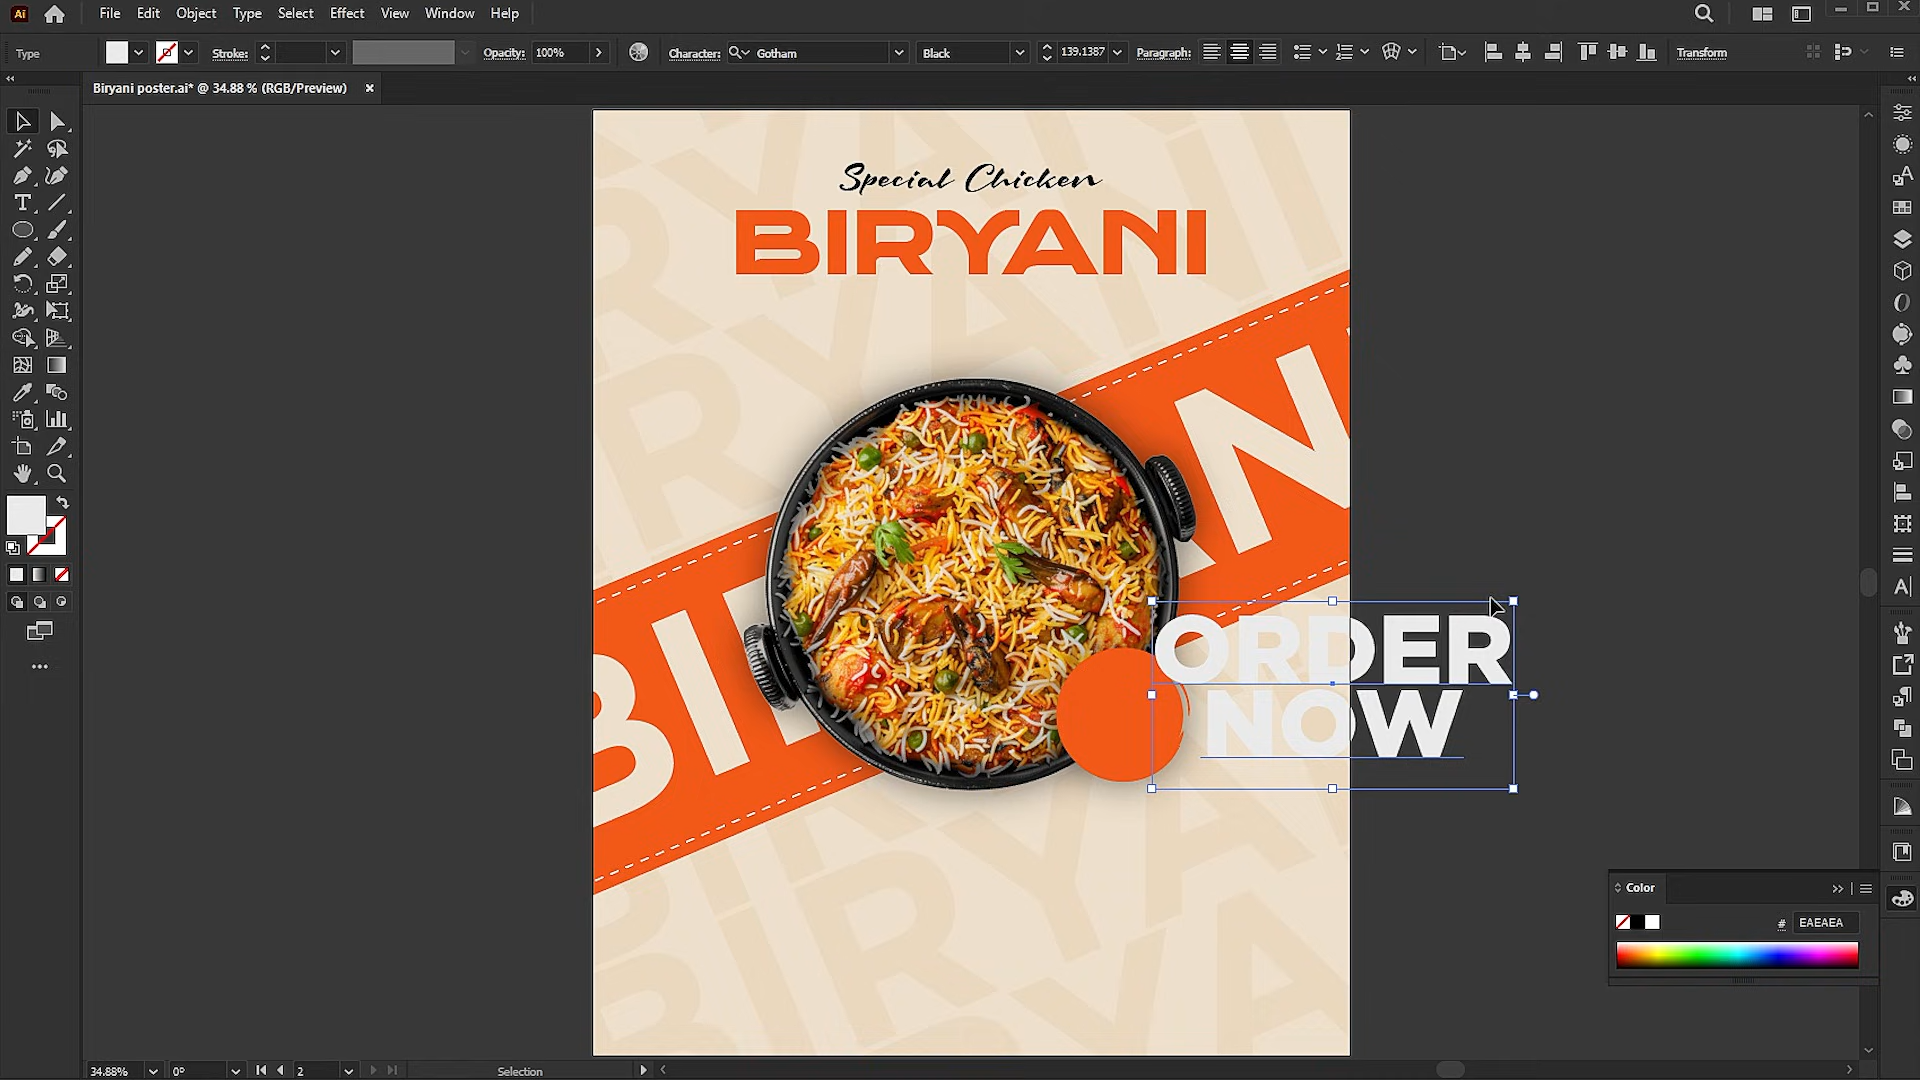 Ai File Edit Object Type Select Effect View Window Help
Type Stroke: Opacity: 100% Character: Gotham Black 139.1387 Paragraph: Transform
Biryani poster.ai* @ 34.88 % (RGB/Preview)
Special Chicken
BIRYANI
ORDER
NOW
Color
# EAEAEA
34.88% 0° 2 Selection